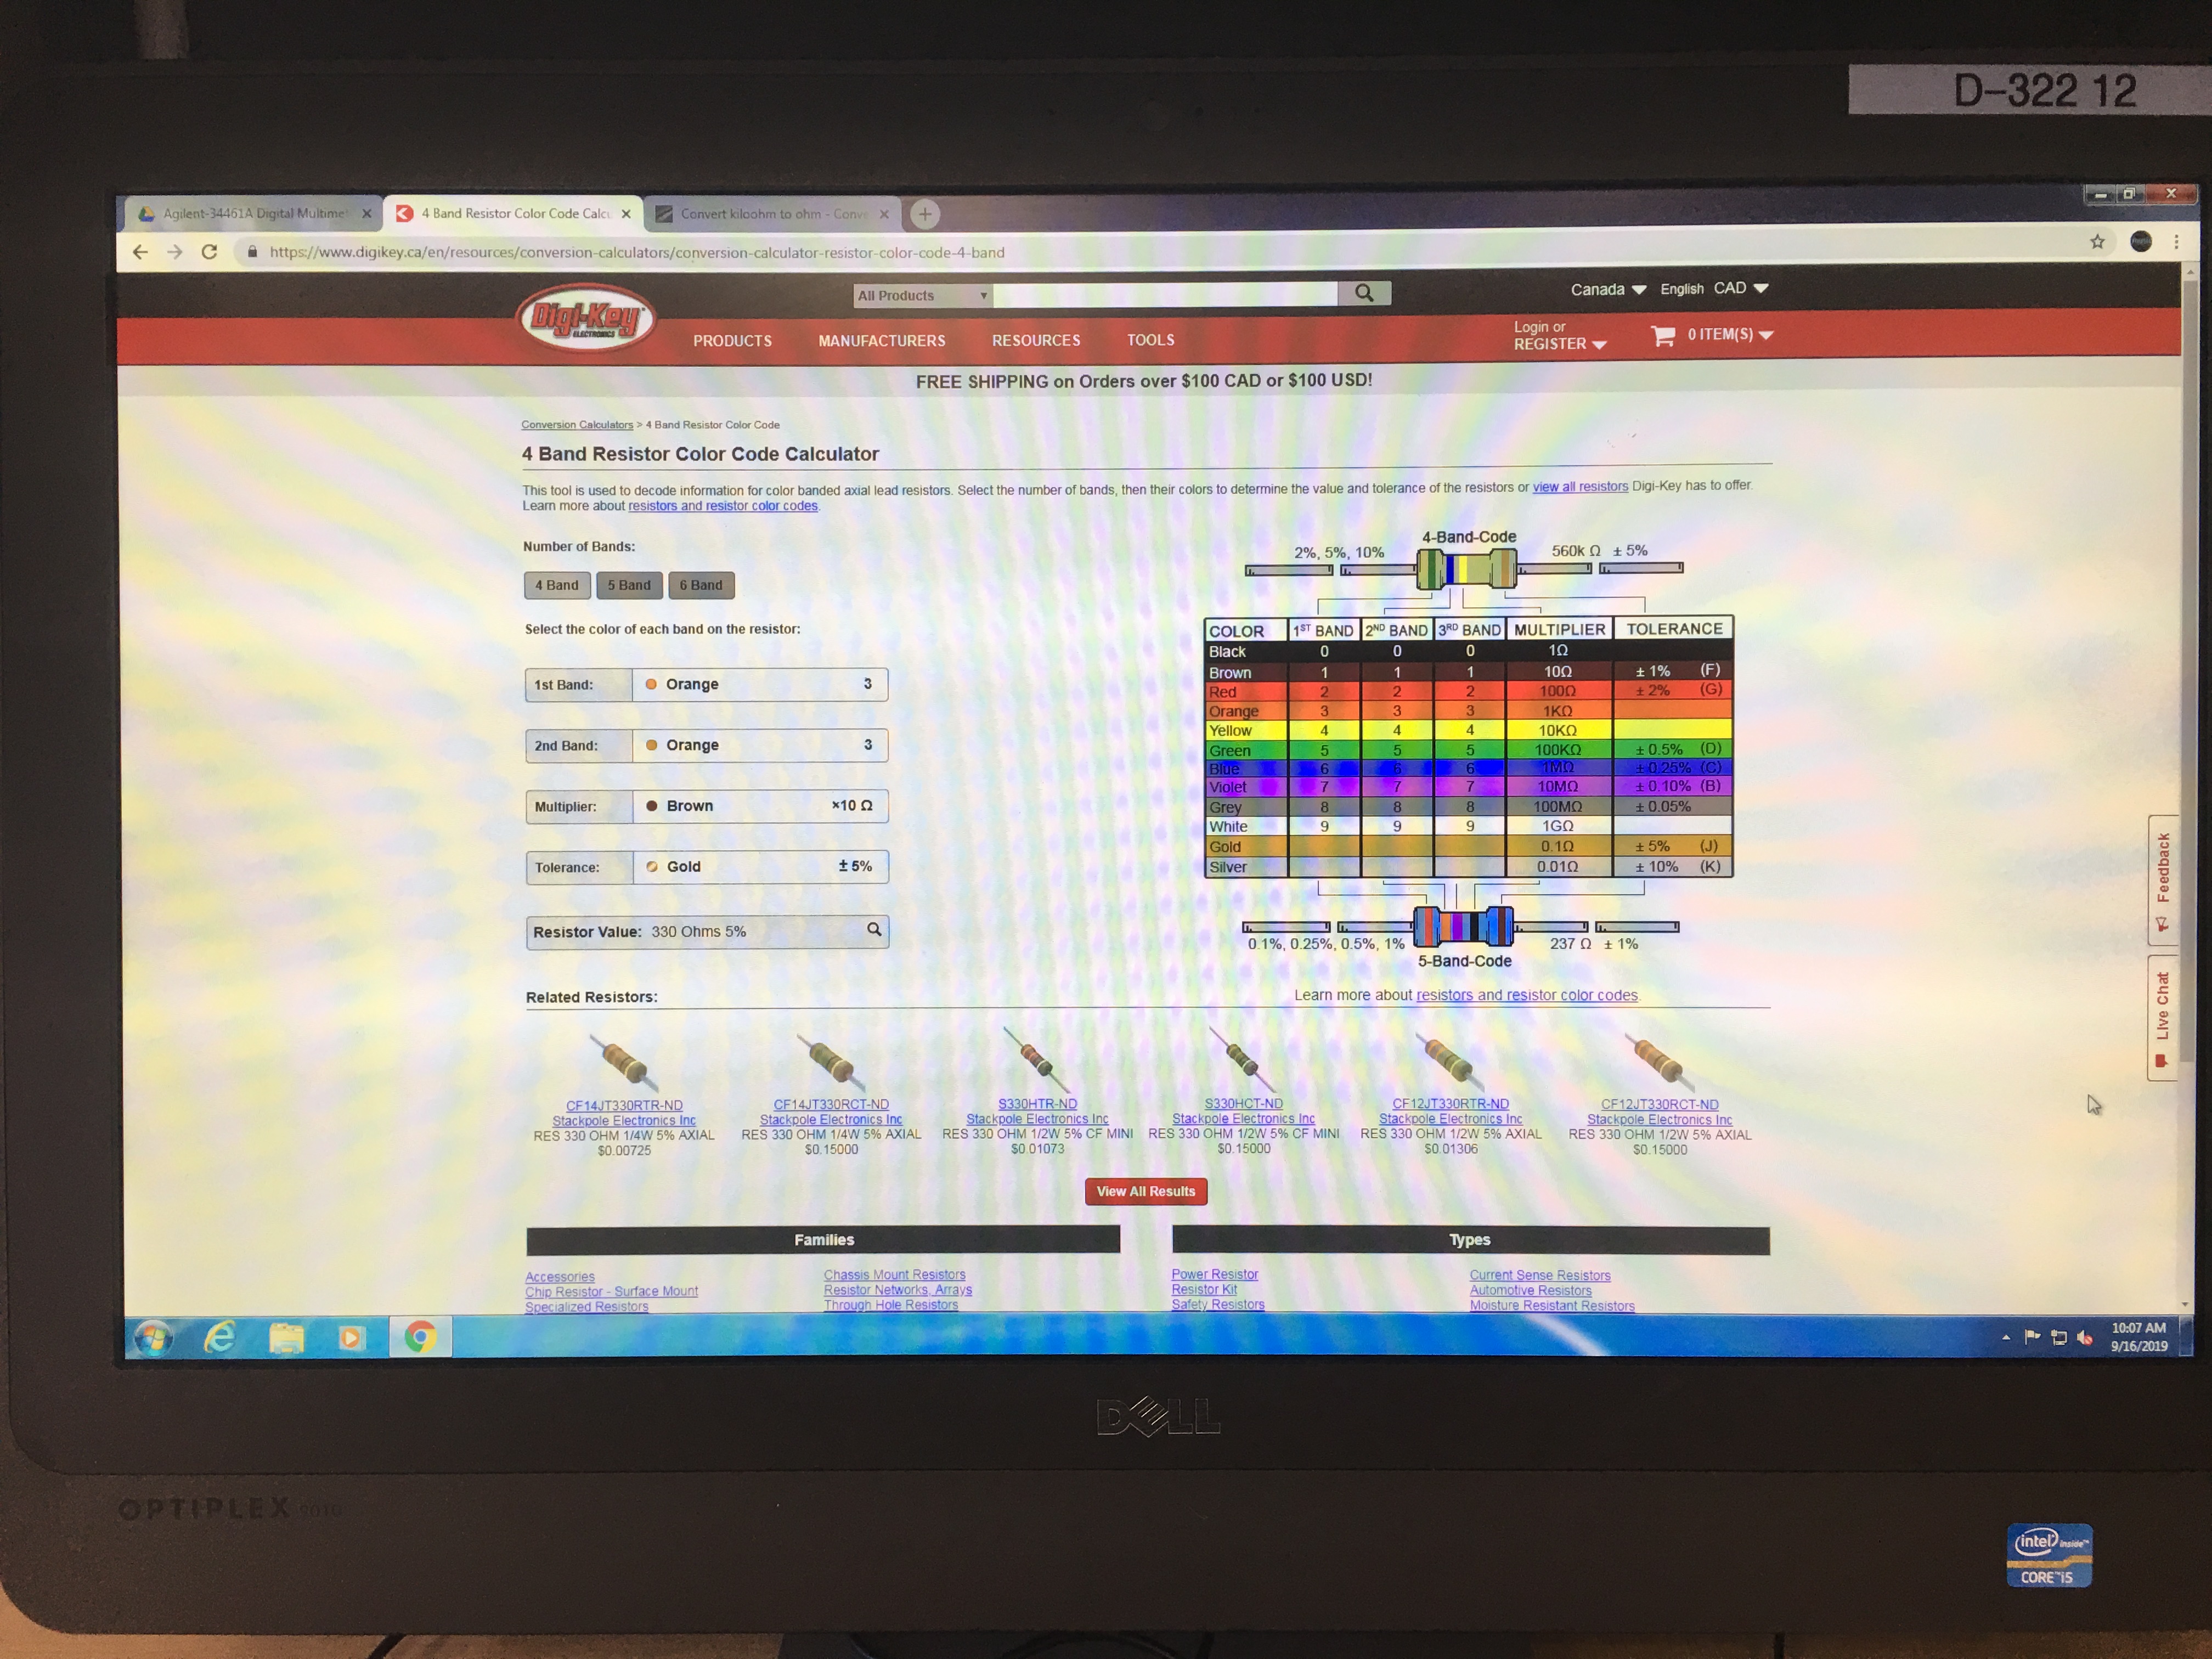 D-322 12
Agilent-34461A Digital Multime
4 Band Resistor Color Code Calcu
Convert kiloohm to ohm - Conve
https://www.digikey.ca/en/resources/conversion-calculators/conversion-calculator-resistor-color-code-4-band
Digi-Key
ELECTRONICS
All Products
Canada English CAD
PRODUCTS MANUFACTURERS RESOURCES TOOLS
Login or
REGISTER
0 ITEM(S)
FREE SHIPPING on Orders over $100 CAD or $100 USD!
Conversion Calculators > 4 Band Resistor Color Code
4 Band Resistor Color Code Calculator
This tool is used to decode information for color banded axial lead resistors. Select the number of bands, then their colors to determine the value and tolerance of the resistors or view all resistors Digi-Key has to offer.
Learn more about resistors and resistor color codes.
Number of Bands:
4 Band 5 Band 6 Band
Select the color of each band on the resistor:
1st Band: Orange 3
2nd Band: Orange 3
Multiplier: Brown ×10 Ω
Tolerance: Gold ±5%
Resistor Value: 330 Ohms 5%
4-Band-Code
2%, 5%, 10% 560k Ω ± 5%
COLOR 1ST BAND 2ND BAND 3RD BAND MULTIPLIER TOLERANCE
Black 0 0 0 1Ω
Brown 1 1 1 10Ω ± 1% (F)
Red 2 2 2 100Ω ± 2% (G)
Orange 3 3 3 1KΩ
Yellow 4 4 4 10KΩ
Green 5 5 5 100KΩ ± 0.5% (D)
Blue 6 6 6 1MΩ ± 0.25% (C)
Violet 7 7 7 10MΩ ± 0.10% (B)
Grey 8 8 8 100MΩ ± 0.05%
White 9 9 9 1GΩ
Gold 0.1Ω ± 5% (J)
Silver 0.01Ω ± 10% (K)
0.1%, 0.25%, 0.5%, 1% 237 Ω ± 1%
5-Band-Code
Learn more about resistors and resistor color codes.
Related Resistors:
CF14JT330RTR-ND
Stackpole Electronics Inc
RES 330 OHM 1/4W 5% AXIAL
$0.00725
CF14JT330RCT-ND
Stackpole Electronics Inc
RES 330 OHM 1/4W 5% AXIAL
$0.15000
S330HTR-ND
Stackpole Electronics Inc
RES 330 OHM 1/2W 5% CF MINI
$0.01073
S330HCT-ND
Stackpole Electronics Inc
RES 330 OHM 1/2W 5% CF MINI
$0.15000
CF12JT330RTR-ND
Stackpole Electronics Inc
RES 330 OHM 1/2W 5% AXIAL
$0.01306
CF12JT330RCT-ND
Stackpole Electronics Inc
RES 330 OHM 1/2W 5% AXIAL
$0.15000
View All Results
Families
Accessories
Chip Resistor - Surface Mount
Specialized Resistors
Chassis Mount Resistors
Resistor Networks, Arrays
Through Hole Resistors
Types
Power Resistor
Resistor Kit
Safety Resistors
Current Sense Resistors
Automotive Resistors
Moisture Resistant Resistors
Feedback
Live Chat
10:07 AM
9/16/2019
DELL
OPTIPLEX 9010
intel inside™
CORE™i5